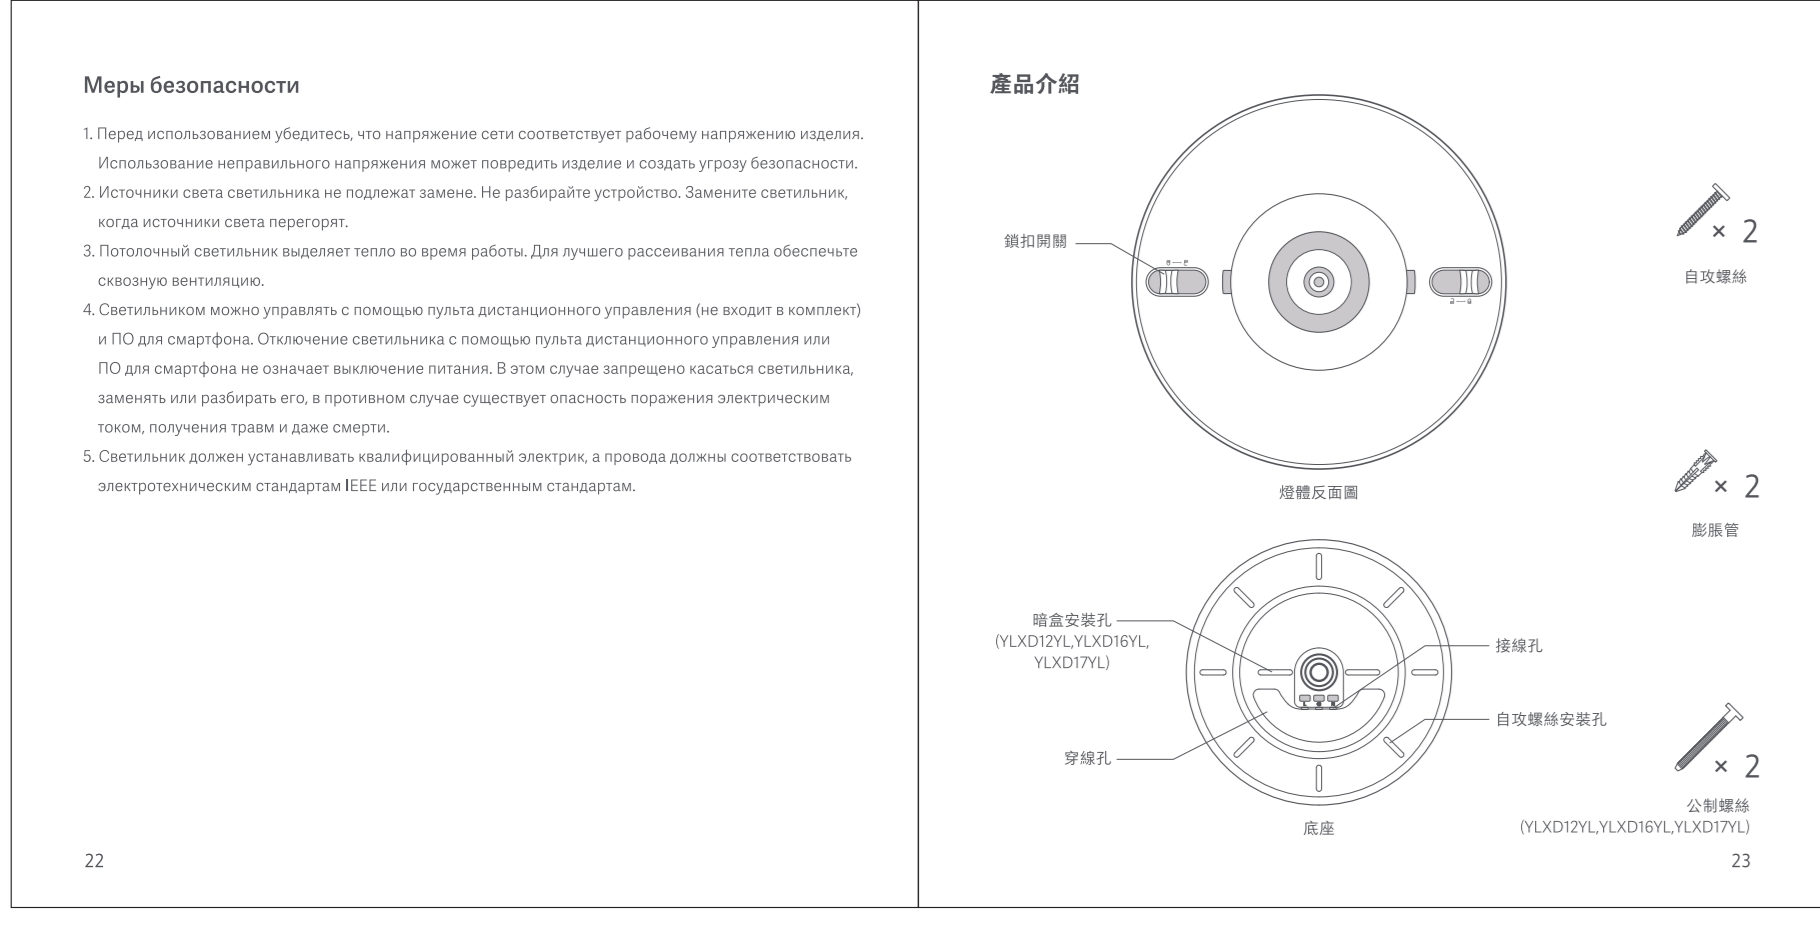 Меры безопасности
1. Перед использованием убедитесь, что напряжение сети соответствует рабочему напряжению изделия.
Использование неправильного напряжения может повредить изделие и создать угрозу безопасности.
2. Источники света светильника не подлежат замене. Не разбирайте устройство. Замените светильник,
когда источники света перегорят.
3. Потолочный светильник выделяет тепло во время работы. Для лучшего рассеивания тепла обеспечьте
сквозную вентиляцию.
4. Светильником можно управлять с помощью пульта дистанционного управления (не входит в комплект)
и ПО для смартфона. Отключение светильника с помощью пульта дистанционного управления или
ПО для смартфона не означает выключение питания. В этом случае запрещено касаться светильника,
заменять или разбирать его, в противном случае существует опасность поражения электрическим
током, получения травм и даже смерти.
5. Светильник должен устанавливать квалифицированный электрик, а провода должны соответствовать
электротехническим стандартам IEEE или государственным стандартам.
22
產品介紹
鎖扣開關
× 2
自攻螺絲
燈體反面圖
× 2
膨脹管
暗盒安裝孔
(YLXD12YL,YLXD16YL,
YLXD17YL)
接線孔
自攻螺絲安裝孔
穿線孔
底座
× 2
公制螺絲
(YLXD12YL,YLXD16YL,YLXD17YL)
23